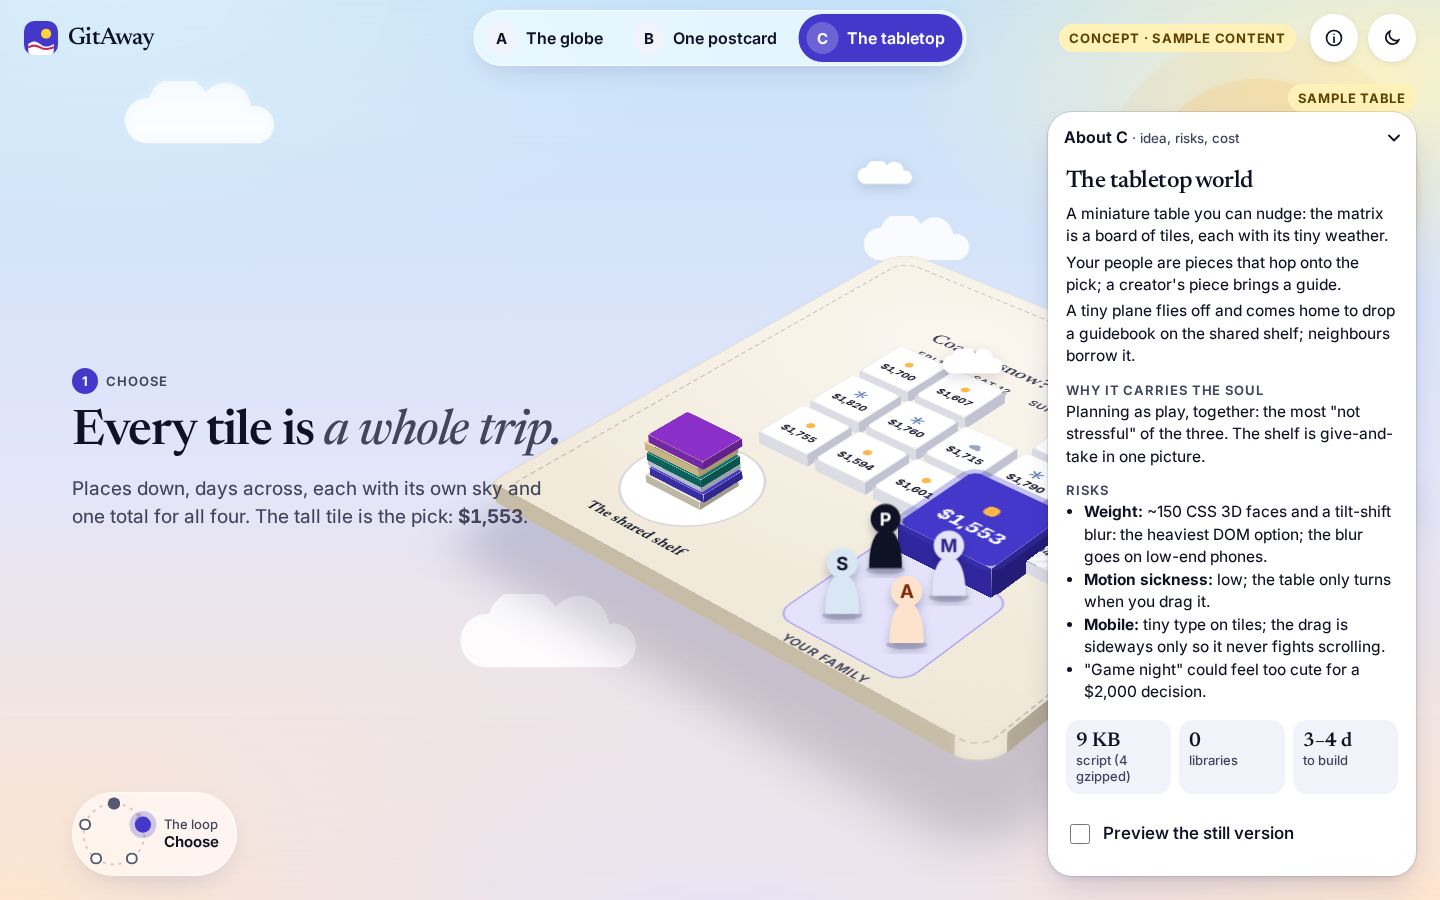 GitAway
A The globe
B One postcard
C The tabletop
CONCEPT · SAMPLE CONTENT
SAMPLE TABLE
About C · idea, risks, cost
The tabletop world
A miniature table you can nudge: the matrix
is a board of tiles, each with its tiny weather.
Your people are pieces that hop onto the
pick; a creator's piece brings a guide.
A tiny plane flies off and comes home to drop
a guidebook on the shared shelf; neighbours
borrow it.
WHY IT CARRIES THE SOUL
Planning as play, together: the most "not
stressful" of the three. The shelf is give-and-
take in one picture.
RISKS
• Weight: ~150 CSS 3D faces and a tilt-shift
blur: the heaviest DOM option; the blur
goes on low-end phones.
• Motion sickness: low; the table only turns
when you drag it.
• Mobile: tiny type on tiles; the drag is
sideways only so it never fights scrolling.
• "Game night" could feel too cute for a
$2,000 decision.
9 KB
script (4
gzipped)
0
libraries
3–4 d
to build
Preview the still version
1 CHOOSE
Every tile is a whole trip.
Places down, days across, each with its own sky and
one total for all four. The tall tile is the pick: $1,553.
snow?
$1,700
$1,607
$1,820
$1,760
$1,755
$1,715
$1,594
$1,790
$1,601
$1,553
The shared shelf
P
M
S
A
YOUR FAMILY
The loop
Choose